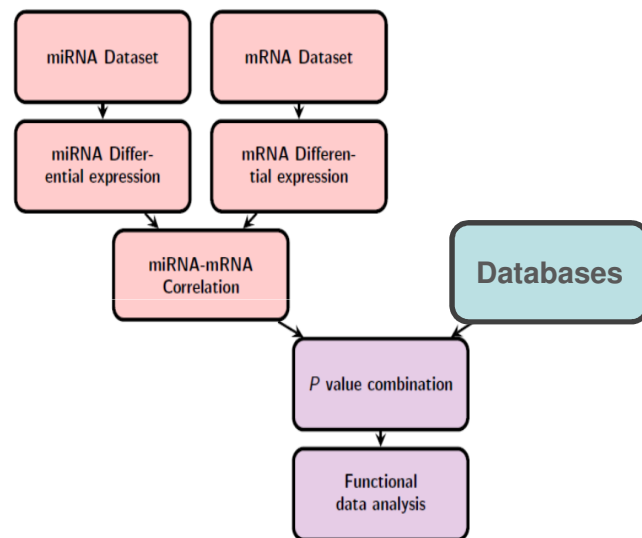 miRNA Dataset
mRNA Dataset
miRNA Differ-
ential expression
mRNA Differen-
tial expression
miRNA-mRNA
Correlation
Databases
P value combination
Functional
data analysis